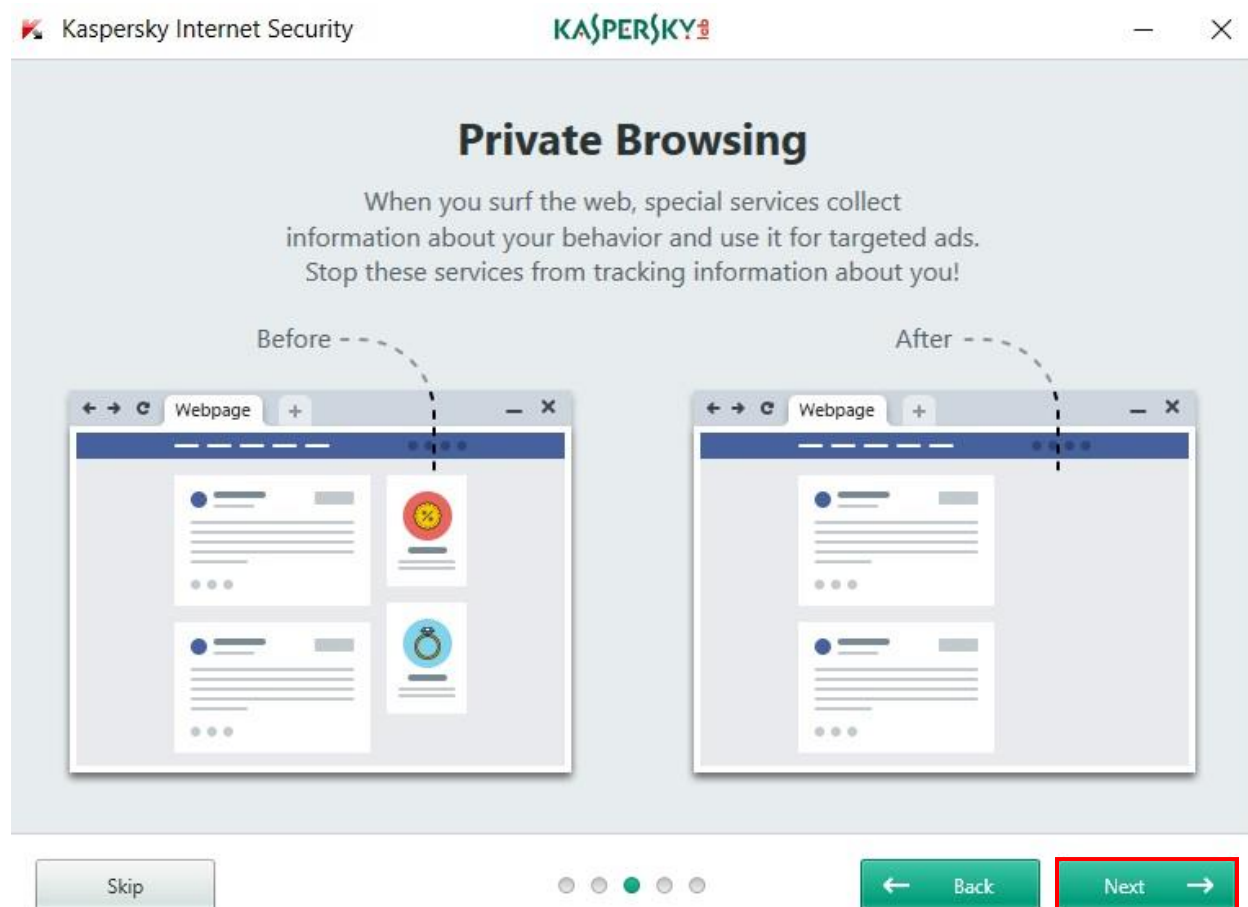 Kaspersky Internet Security
KASPERSKY lab
Private Browsing
When you surf the web, special services collect
information about your behavior and use it for targeted ads.
Stop these services from tracking information about you!
Before
After
Webpage
Webpage
Skip
Back
Next